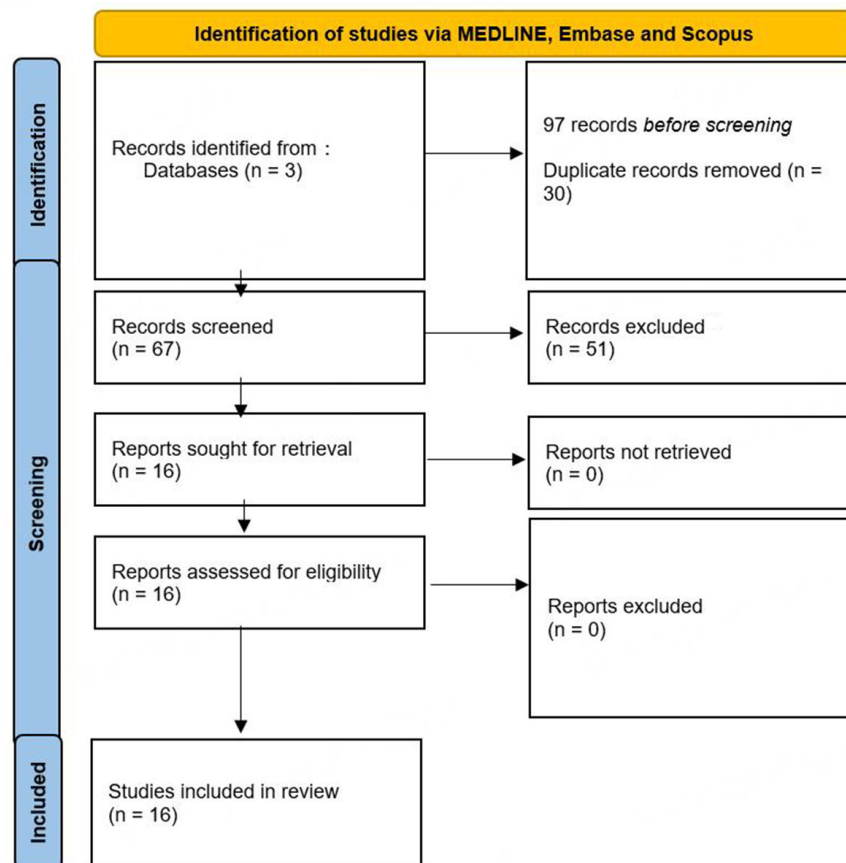 Identification of studies via MEDLINE, Embase and Scopus
Identification
Records identified from :
Databases (n = 3)
97 records before screening
Duplicate records removed (n =
30)
Screening
Records screened
(n = 67)
Records excluded
(n = 51)
Reports sought for retrieval
(n = 16)
Reports not retrieved
(n = 0)
Reports assessed for eligibility
(n = 16)
Reports excluded
(n = 0)
Included
Studies included in review
(n = 16)